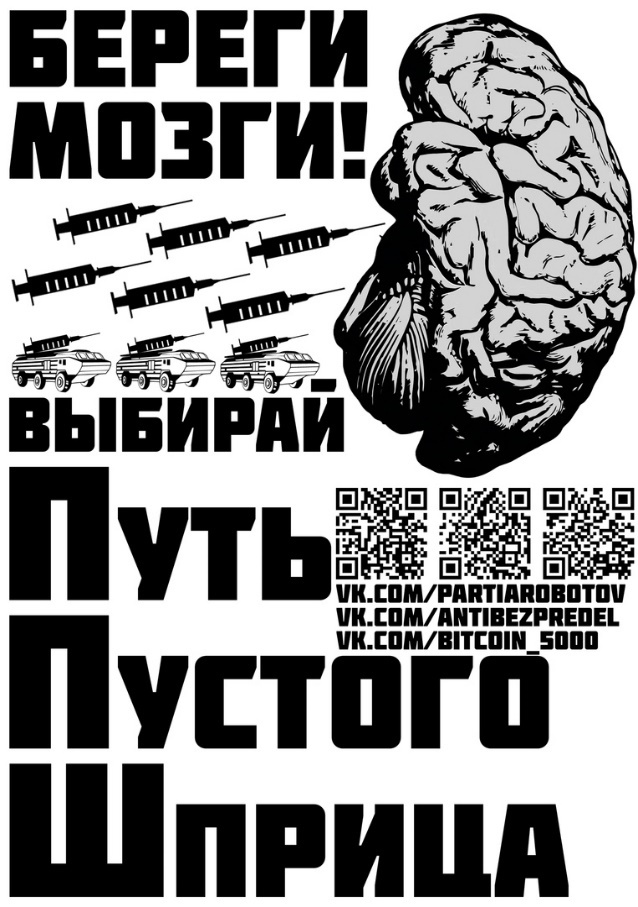 БЕРЕГИ
МОЗГИ!
ВЫБИРАЙ
ПУТЬ
VK.COM/PARTIAROBOTOV
VK.COM/ANTIBEZPREDEL
VK.COM/BITCOIN_5000
ПУСТОГО
ШПРИЦА